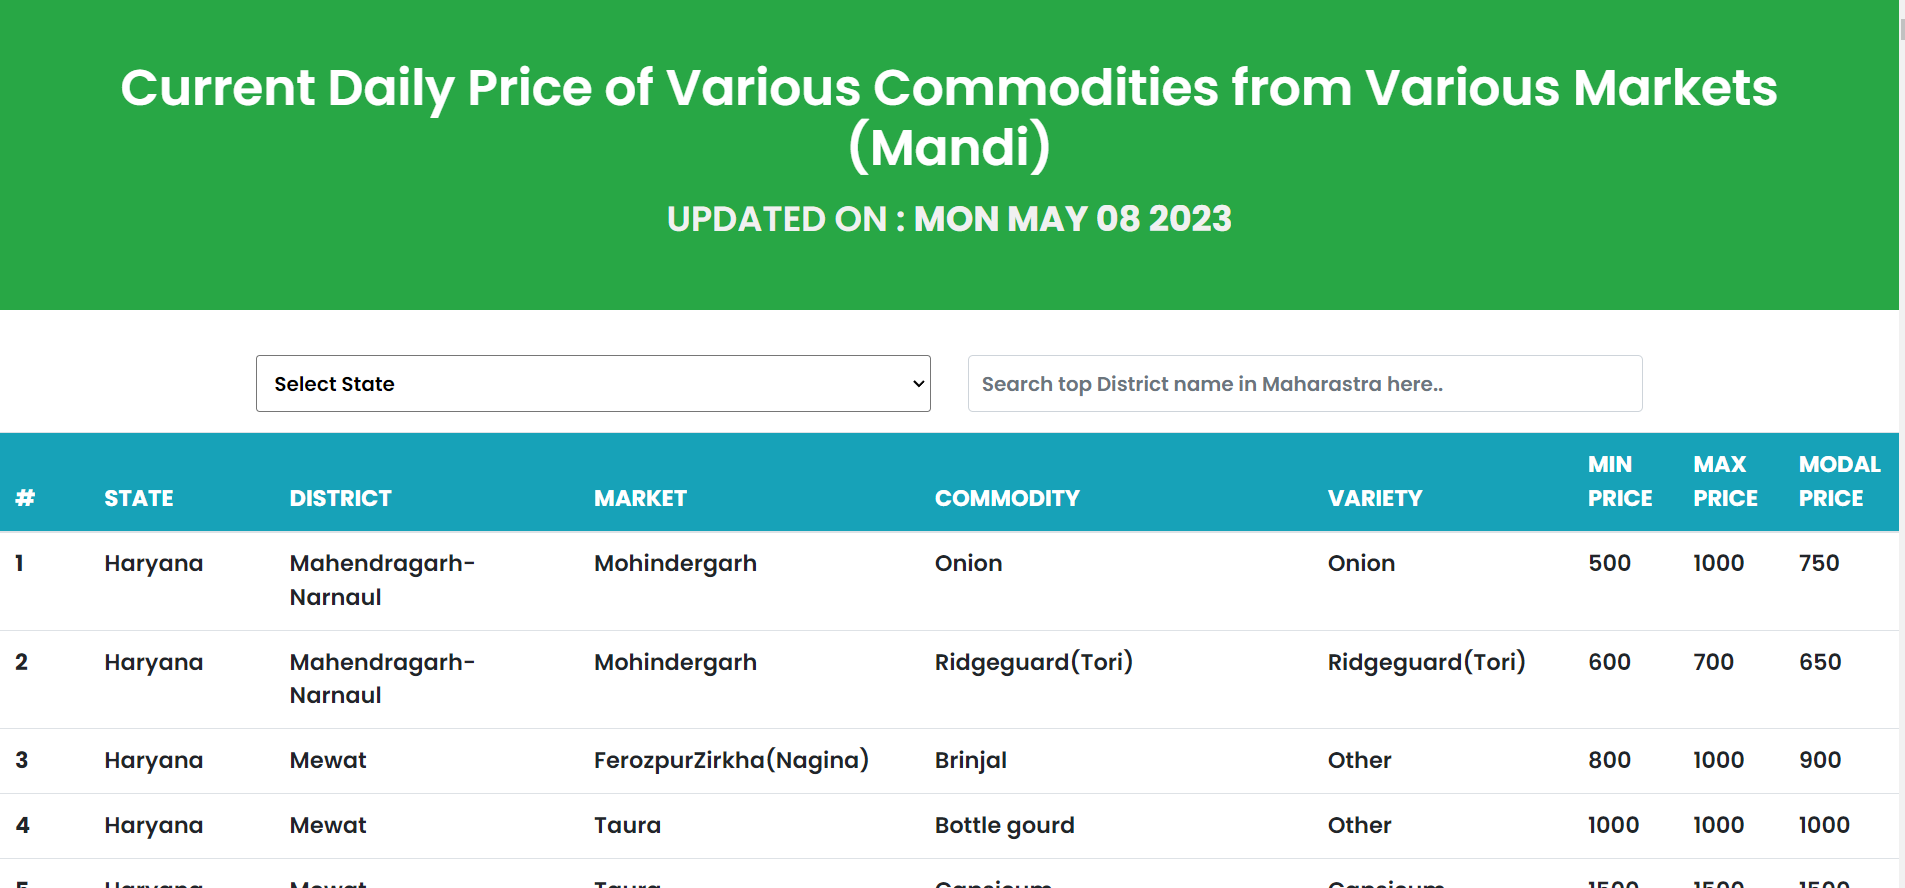 Current Daily Price of Various Commodities from Various Markets
(Mandi)
UPDATED ON : MON MAY 08 2023
Select State
Search top District name in Maharastra here..
# STATE DISTRICT MARKET COMMODITY VARIETY MIN PRICE MAX PRICE MODAL PRICE
1 Haryana Mahendragarh-Narnaul Mohindergarh Onion Onion 500 1000 750
2 Haryana Mahendragarh-Narnaul Mohindergarh Ridgeguard(Tori) Ridgeguard(Tori) 600 700 650
3 Haryana Mewat FerozpurZirkha(Nagina) Brinjal Other 800 1000 900
4 Haryana Mewat Taura Bottle gourd Other 1000 1000 1000
5 Haryana Mewat Taura Capsicum Capsicum 1500 1500 1500